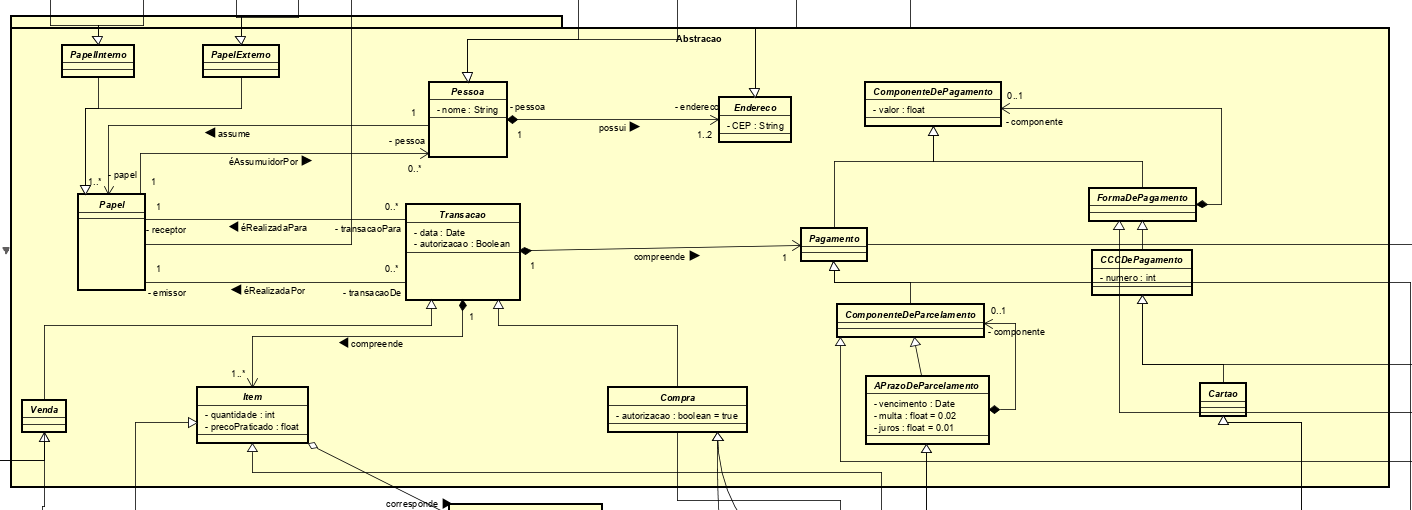 Abstracao
PapelInterno
PapelExterno
Pessoa
- nome : String
- pessoa
- endereco
Endereco
- CEP : String
possui
1
1..2
ComponenteDePagamento
- valor : float
0..1
- componente
1
assume
- pessoa
éAssumuidorPor
0..*
1..*
- papel
1
Papel
1
0..*
éRealizadaPara
- receptor
- transacaoPara
Transacao
- data : Date
- autorizacao : Boolean
1
compreende
1
Pagamento
FormaDePagamento
CCCDePagamento
- numero : int
1
0..*
éRealizadaPor
- emissor
- transacaoDe
1
compreende
1..*
ComponenteDeParcelamento
0..1
- componente
Venda
Item
- quantidade : int
- precoPraticado : float
Compra
- autorizacao : boolean = true
APrazoDeParcelamento
- vencimento : Date
- multa : float = 0.02
- juros : float = 0.01
Cartao
corresponde